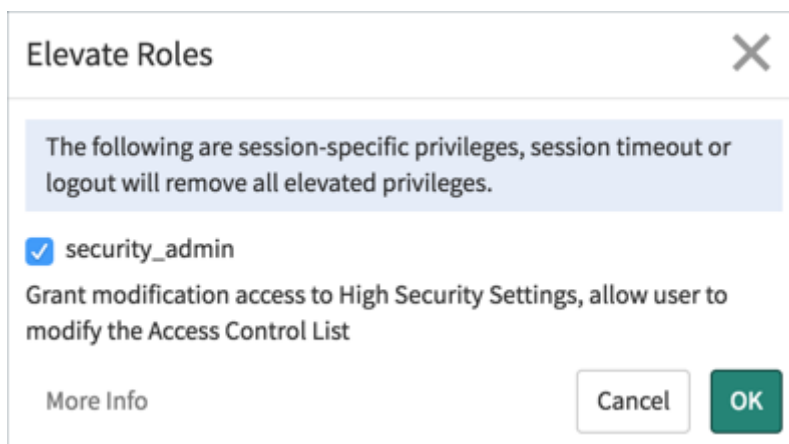 Elevate Roles
The following are session-specific privileges, session timeout or
logout will remove all elevated privileges.
security_admin
Grant modification access to High Security Settings, allow user to
modify the Access Control List
More Info
Cancel
OK